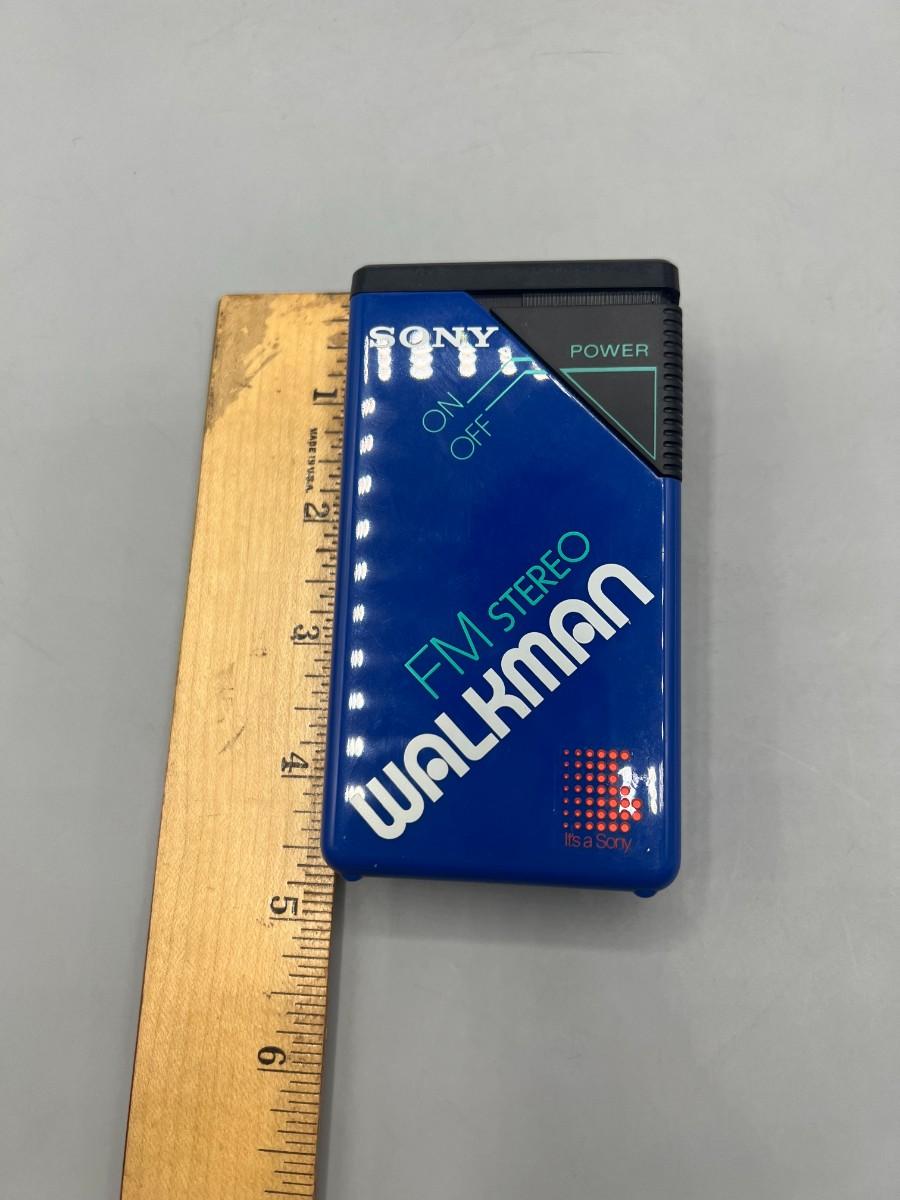 SONY
POWER
ON
OFF
FM STEREO
WALKMAN
It's a Sony
1
MADE IN U.S.A.
2
3
4
5
6